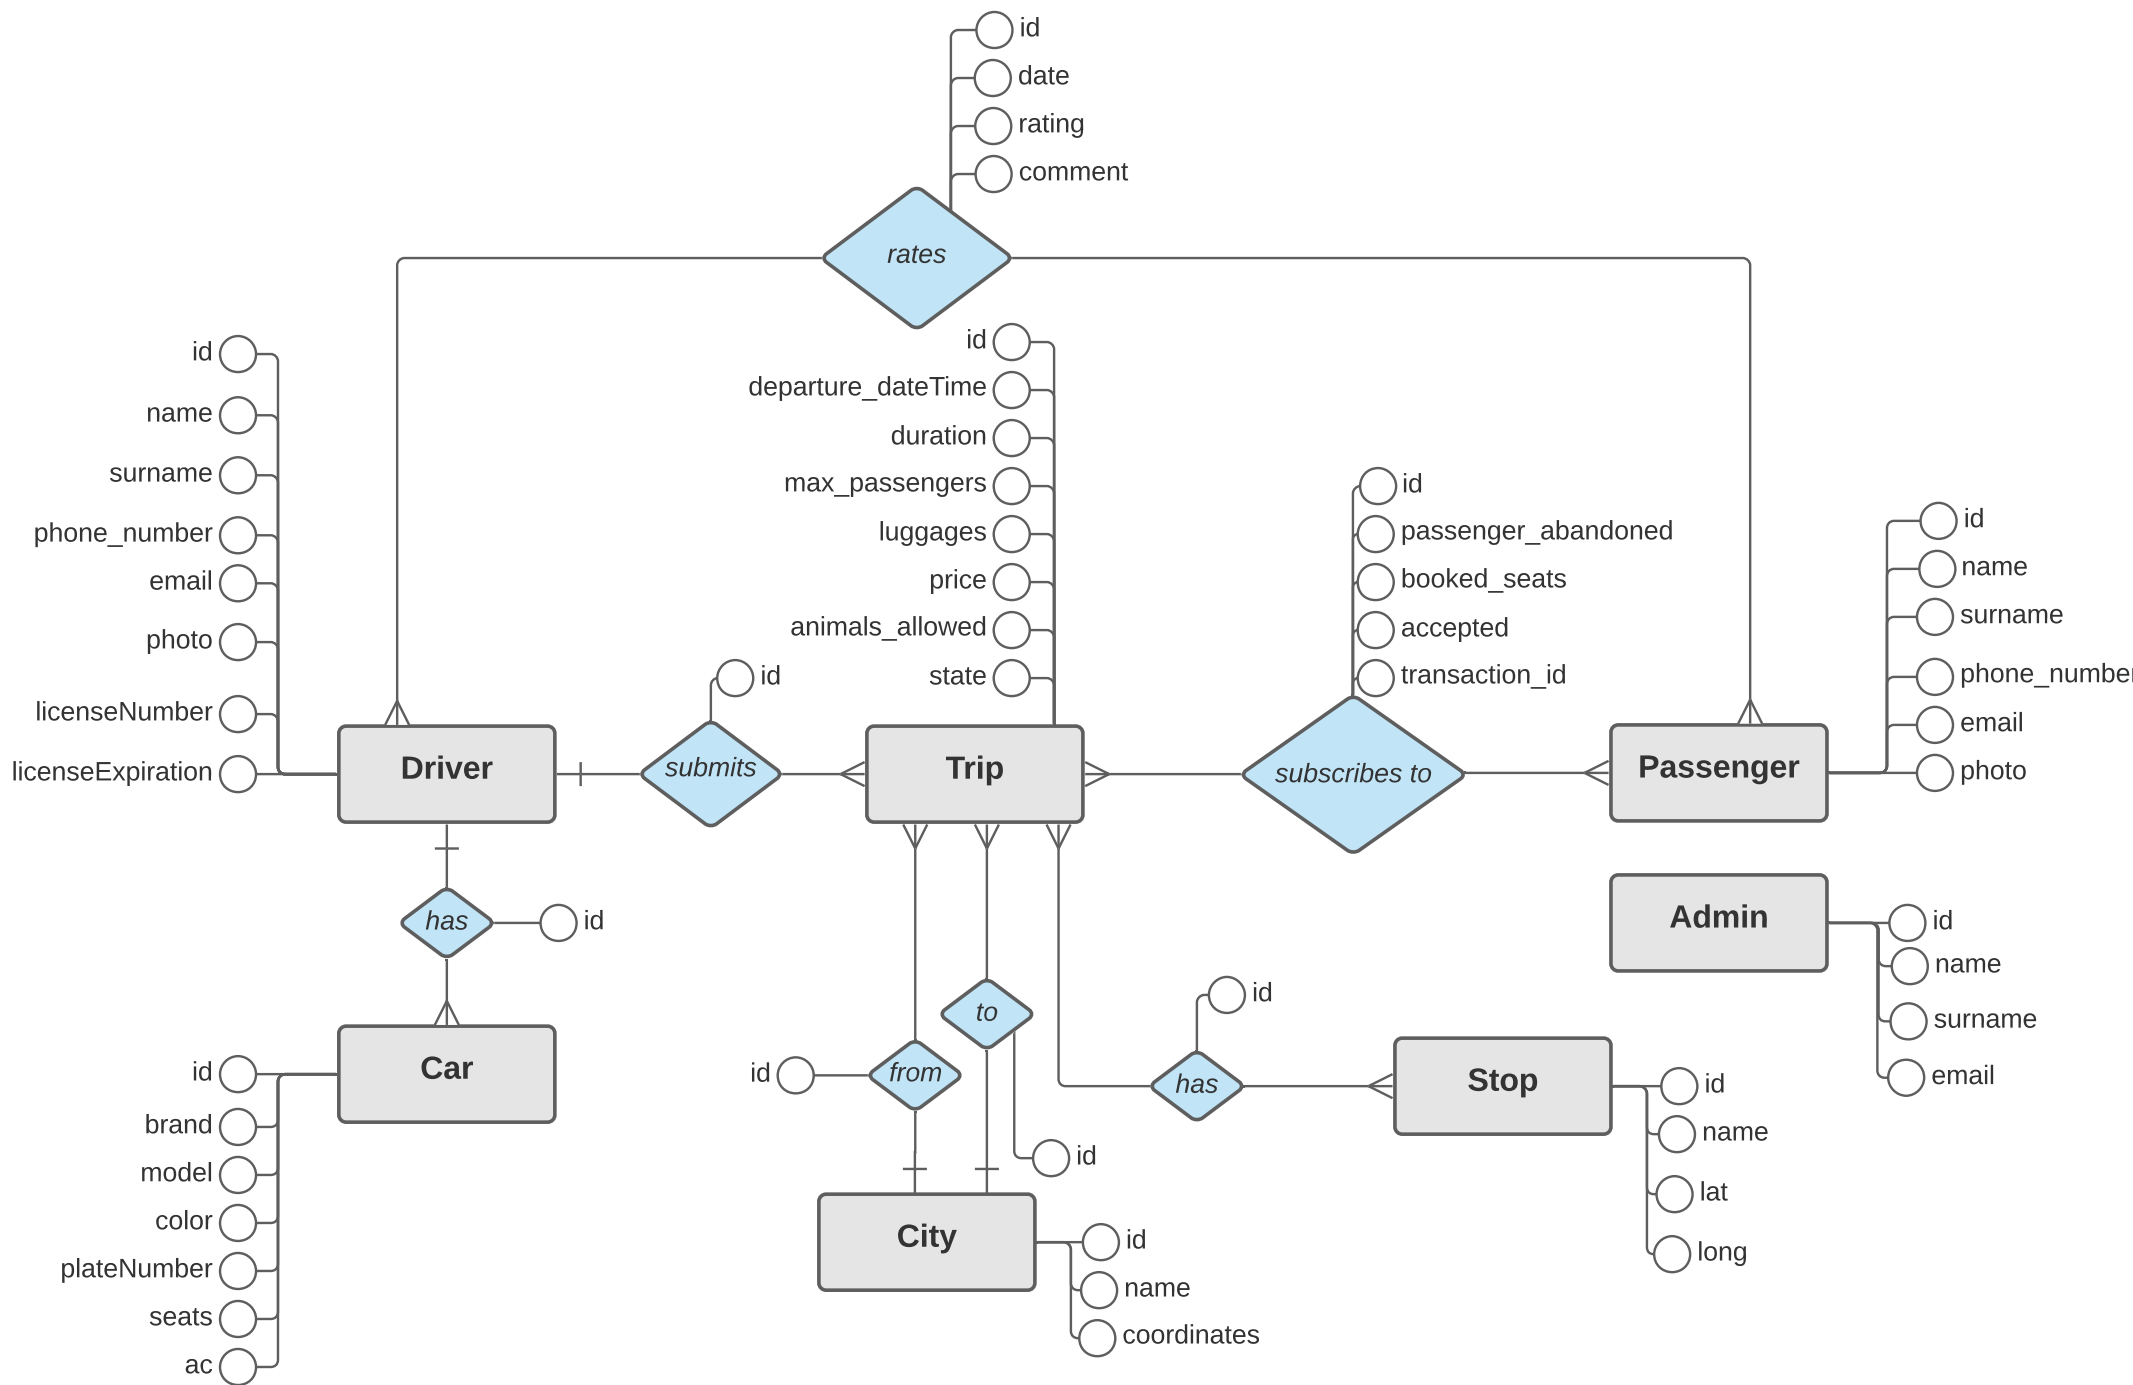 id
date
rating
comment
rates
id
name
surname
phone_number
email
photo
licenseNumber
licenseExpiration
Driver
id
submits
id
departure_dateTime
duration
max_passengers
luggages
price
animals_allowed
state
Trip
id
passenger_abandoned
booked_seats
accepted
transaction_id
subscribes to
id
name
surname
phone_number
email
photo
Passenger
Admin
id
name
surname
email
has
id
Car
id
brand
model
color
plateNumber
seats
ac
to
id
from
id
City
id
name
coordinates
id
has
Stop
id
name
lat
long